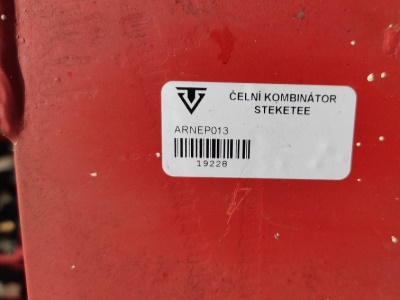 ČELNÍ KOMBINÁTOR
STEKETEE
ARNEP013
19228